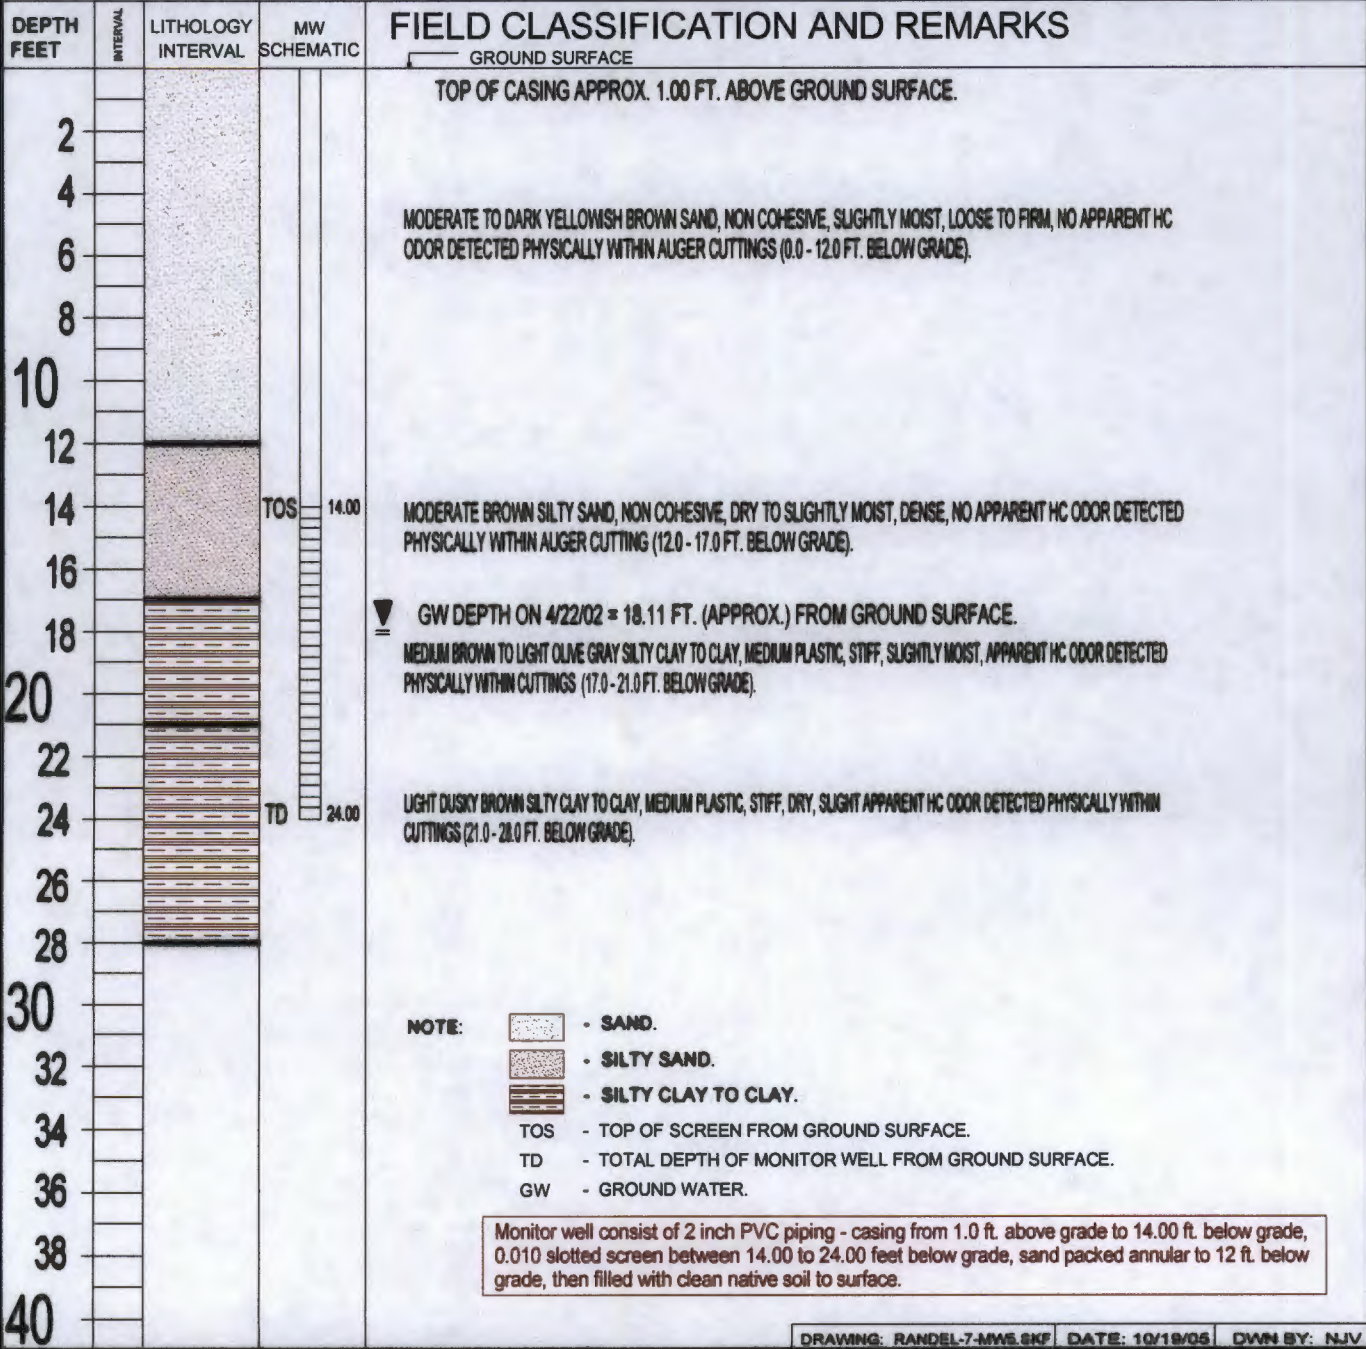 DEPTH FEET
INTERVAL
LITHOLOGY INTERVAL
MW SCHEMATIC
FIELD CLASSIFICATION AND REMARKS
GROUND SURFACE
TOP OF CASING APPROX. 1.00 FT. ABOVE GROUND SURFACE.
2
4
MODERATE TO DARK YELLOWISH BROWN SAND, NON COHESIVE, SLIGHTLY MOIST, LOOSE TO FIRM, NO APPARENT HC
ODOR DETECTED PHYSICALLY WITHIN AUGER CUTTINGS (0.0 - 12.0 FT. BELOW GRADE).
6
8
10
12
14
TOS 14.00
MODERATE BROWN SILTY SAND, NON COHESIVE, DRY TO SLIGHTLY MOIST, DENSE, NO APPARENT HC ODOR DETECTED
PHYSICALLY WITHIN AUGER CUTTING (12.0 - 17.0 FT. BELOW GRADE).
16
GW DEPTH ON 4/22/02 = 18.11 FT. (APPROX.) FROM GROUND SURFACE.
18
MEDIUM BROWN TO LIGHT OLIVE GRAY SILTY CLAY TO CLAY, MEDIUM PLASTIC, STIFF, SLIGHTLY MOIST, APPARENT HC ODOR DETECTED
PHYSICALLY WITHIN CUTTINGS (17.0 - 21.0 FT. BELOW GRADE).
20
22
24
TD 24.00
LIGHT DUSKY BROWN SILTY CLAY TO CLAY, MEDIUM PLASTIC, STIFF, DRY, SLIGHT APPARENT HC ODOR DETECTED PHYSICALLY WITHIN
CUTTINGS (21.0 - 28.0 FT. BELOW GRADE).
26
28
30
NOTE: - SAND.
- SILTY SAND.
32
- SILTY CLAY TO CLAY.
34
TOS - TOP OF SCREEN FROM GROUND SURFACE.
TD - TOTAL DEPTH OF MONITOR WELL FROM GROUND SURFACE.
36
GW - GROUND WATER.
Monitor well consist of 2 inch PVC piping - casing from 1.0 ft. above grade to 14.00 ft. below grade,
38
0.010 slotted screen between 14.00 to 24.00 feet below grade, sand packed annular to 12 ft. below
grade, then filled with clean native soil to surface.
40
DRAWING: RANDEL-7-MW5.SKF DATE: 10/19/05 DWN BY: NJV